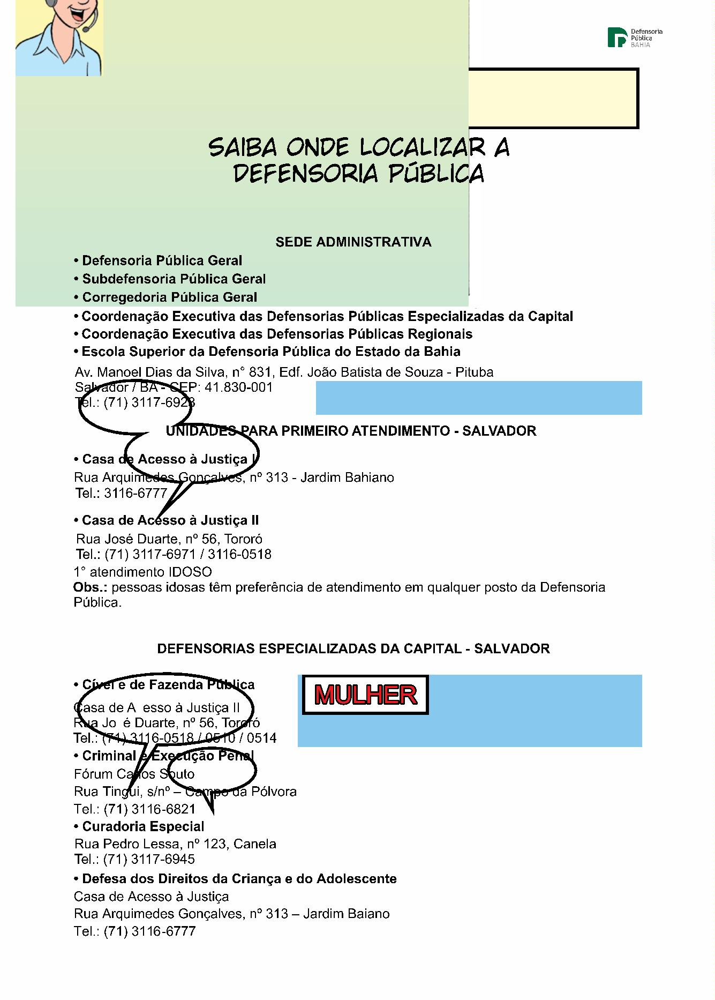 Defensoria
Pública
BAHIA
SAIBA ONDE LOCALIZAR A
DEFENSORIA PÚBLICA
SEDE ADMINISTRATIVA
• Defensoria Pública Geral
• Subdefensoria Pública Geral
• Corregedoria Pública Geral
• Coordenação Executiva das Defensorias Públicas Especializadas da Capital
• Coordenação Executiva das Defensorias Públicas Regionais
• Escola Superior da Defensoria Pública do Estado da Bahia
Av. Manoel Dias da Silva, n° 831, Edf. João Batista de Souza - Pituba
Salvador / BA - CEP: 41.830-001
Tel.: (71) 3117-6923
UNIDADES PARA PRIMEIRO ATENDIMENTO - SALVADOR
• Casa de Acesso à Justiça I
Rua Arquimedes Gonçalves, nº 313 - Jardim Bahiano
Tel.: 3116-6777
• Casa de Acesso à Justiça II
Rua José Duarte, nº 56, Tororó
Tel.: (71) 3117-6971 / 3116-0518
1° atendimento IDOSO
Obs.: pessoas idosas têm preferência de atendimento em qualquer posto da Defensoria
Pública.
DEFENSORIAS ESPECIALIZADAS DA CAPITAL - SALVADOR
• Cível e de Fazenda Pública
MULHER
Casa de A esso à Justiça II
Rua Jo é Duarte, nº 56, Tororó
Tel.: (71) 3116-0518 / 0510 / 0514
• Criminal e Execução Penal
Fórum Carlos Souto
Rua Tingui, s/nº – Campo da Pólvora
Tel.: (71) 3116-6821
• Curadoria Especial
Rua Pedro Lessa, nº 123, Canela
Tel.: (71) 3117-6945
• Defesa dos Direitos da Criança e do Adolescente
Casa de Acesso à Justiça
Rua Arquimedes Gonçalves, nº 313 – Jardim Baiano
Tel.: (71) 3116-6777